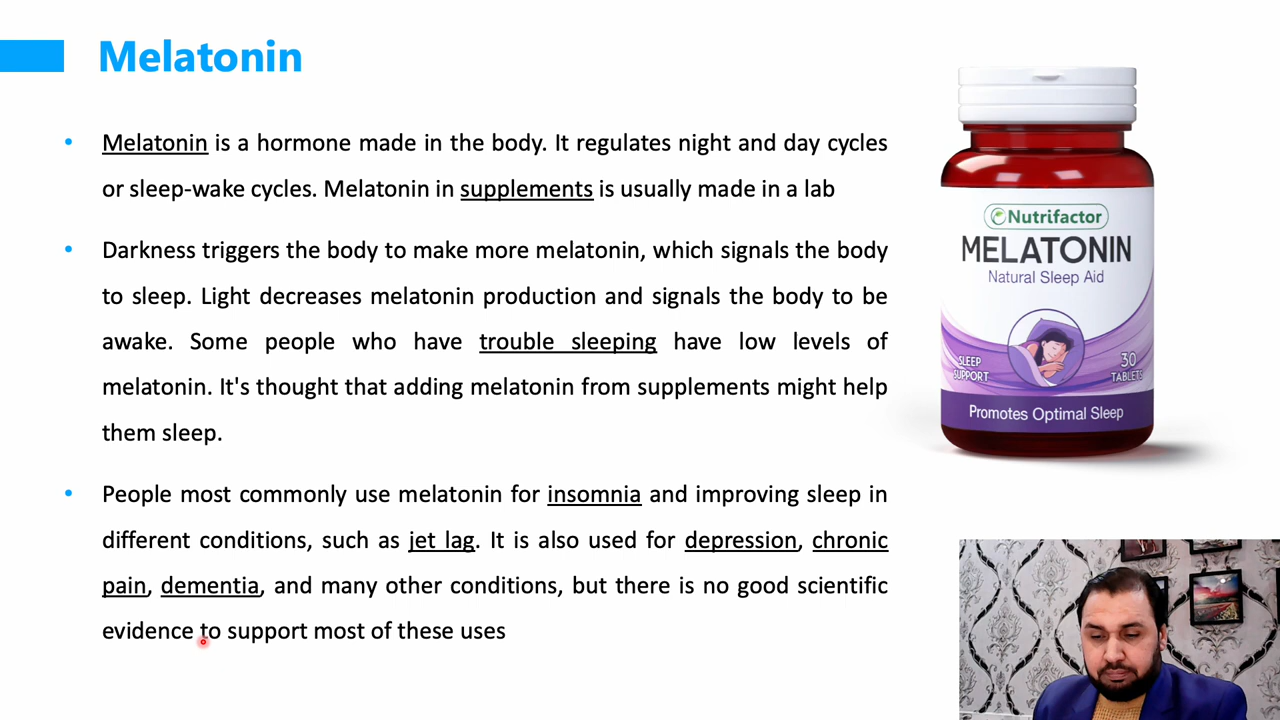 Melatonin
• Melatonin is a hormone made in the body. It regulates night and day cycles
or sleep-wake cycles. Melatonin in supplements is usually made in a lab
• Darkness triggers the body to make more melatonin, which signals the body
to sleep. Light decreases melatonin production and signals the body to be
awake. Some people who have trouble sleeping have low levels of
melatonin. It's thought that adding melatonin from supplements might help
them sleep.
• People most commonly use melatonin for insomnia and improving sleep in
different conditions, such as jet lag. It is also used for depression, chronic
pain, dementia, and many other conditions, but there is no good scientific
evidence to support most of these uses
Nutrifactor
MELATONIN
Natural Sleep Aid
SLEEP
SUPPORT
30
TABLETS
Promotes Optimal Sleep